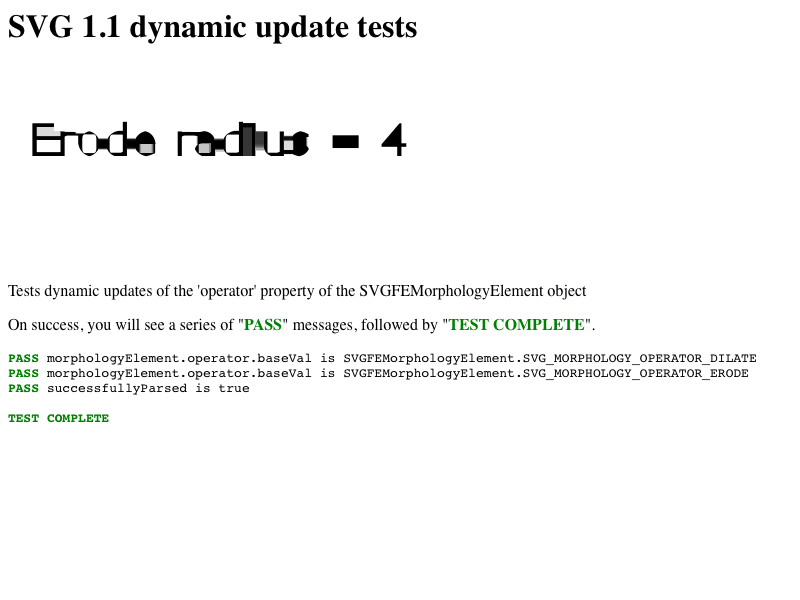 SVG 1.1 dynamic update tests
Erode radius = 4
Tests dynamic updates of the 'operator' property of the SVGFEMorphologyElement object
On success, you will see a series of "PASS" messages, followed by "TEST COMPLETE".
PASS morphologyElement.operator.baseVal is SVGFEMorphologyElement.SVG_MORPHOLOGY_OPERATOR_DILATE
PASS morphologyElement.operator.baseVal is SVGFEMorphologyElement.SVG_MORPHOLOGY_OPERATOR_ERODE
PASS successfullyParsed is true
TEST COMPLETE